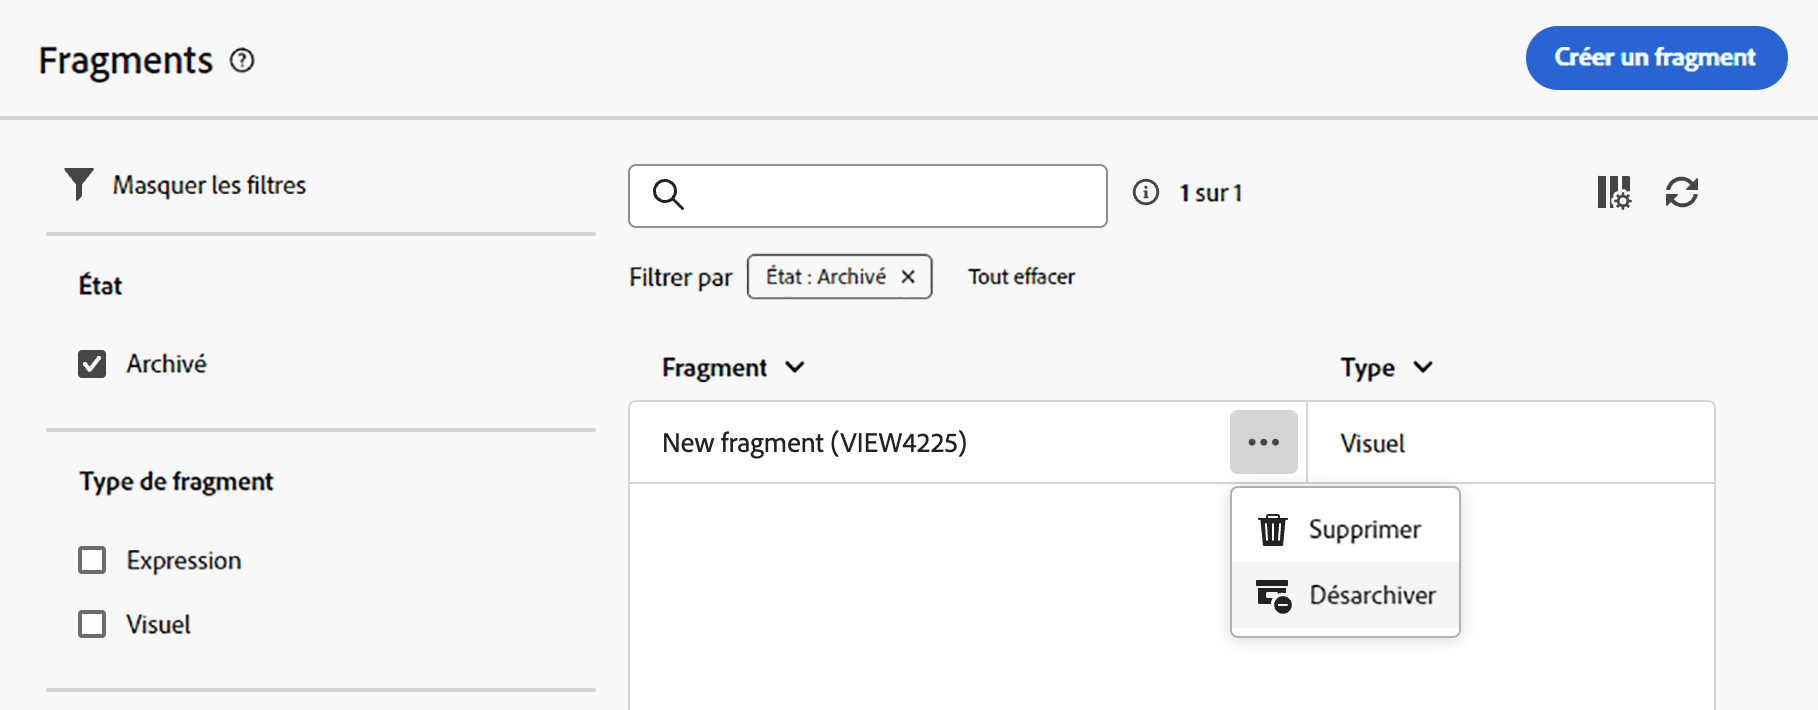 Fragments
Créer un fragment
Masquer les filtres
1 sur 1
Filtrer par État : Archivé Tout effacer
État
Archivé
Fragment Type
New fragment (VIEW4225) Visuel
Type de fragment
Supprimer
Expression
Désarchiver
Visuel